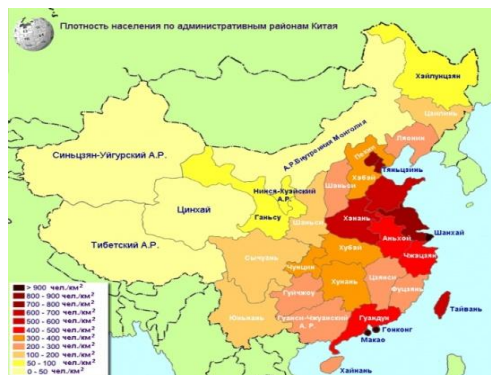 Плотность населения по административным районам Китая
Хэйлунцзян
Цзилинь
Ляонин
А.Р.Внутренняя Монголия
Пекин
Тяньцзинь
Хэбэй
Синьцзян-Уйгурский А.Р.
Нинся-Хуэйский
А.Р.
Шаньси
Цинхай
Ганьсу
Шаньси
Хэнань
Аньхой
Шанхай
Тибетский А.Р.
Сычуань
Чунцин
Хубэй
Чжэцзян
Хунань
Цзянси
Фуцзянь
Гуйчжоу
Юньнань
Гуанси-Чжуанский
А. Р.
Гуандун
Тайвань
Гонконг
Макао
Хайнань
> 900 чел./км²
800 - 900 чел./км²
700 - 800 чел./км²
600 - 700 чел./км²
500 - 600 чел./км²
400 - 500 чел./км²
300 - 400 чел./км²
200 - 300 чел./км²
100 - 200 чел./км²
50 - 100 чел./км²
0 - 50 чел./км²